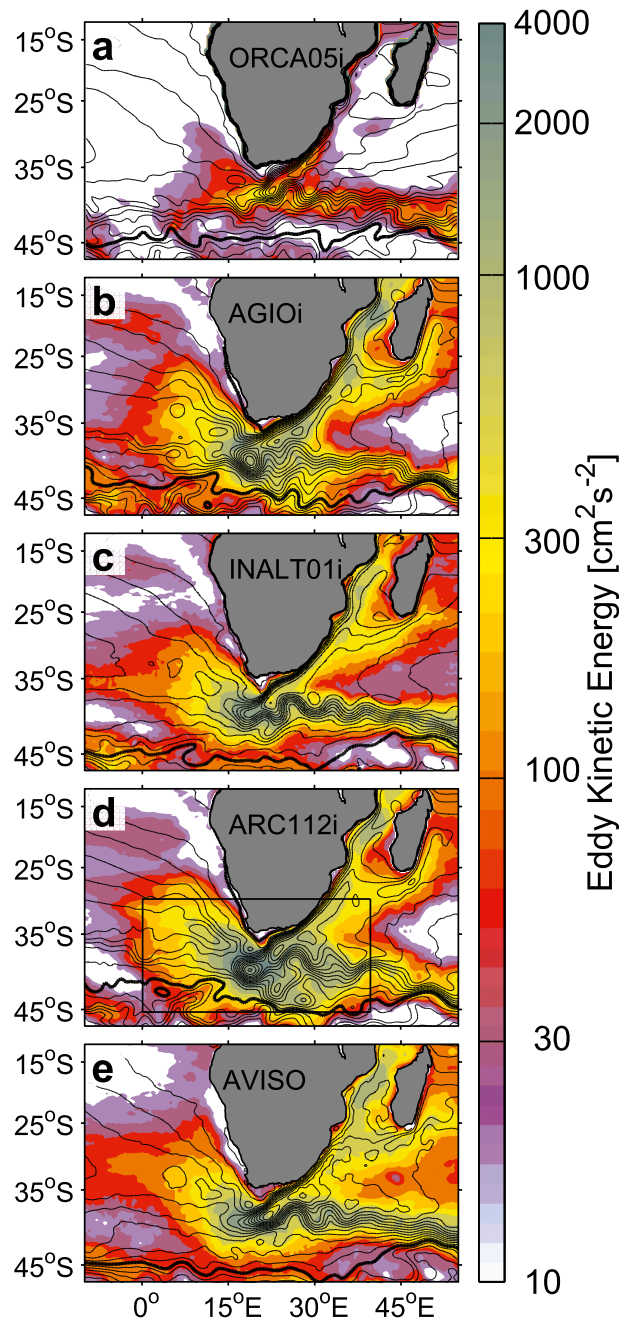 a
ORCA05i
15°S
25°S
35°S
45°S
b
AGIOi
15°S
25°S
35°S
45°S
c
INALT01i
15°S
25°S
35°S
45°S
d
ARC112i
15°S
25°S
35°S
45°S
e
AVISO
15°S
25°S
35°S
45°S
0° 15°E 30°E 45°E
4000
2000
1000
300
100
30
10
Eddy Kinetic Energy [cm²s⁻²]